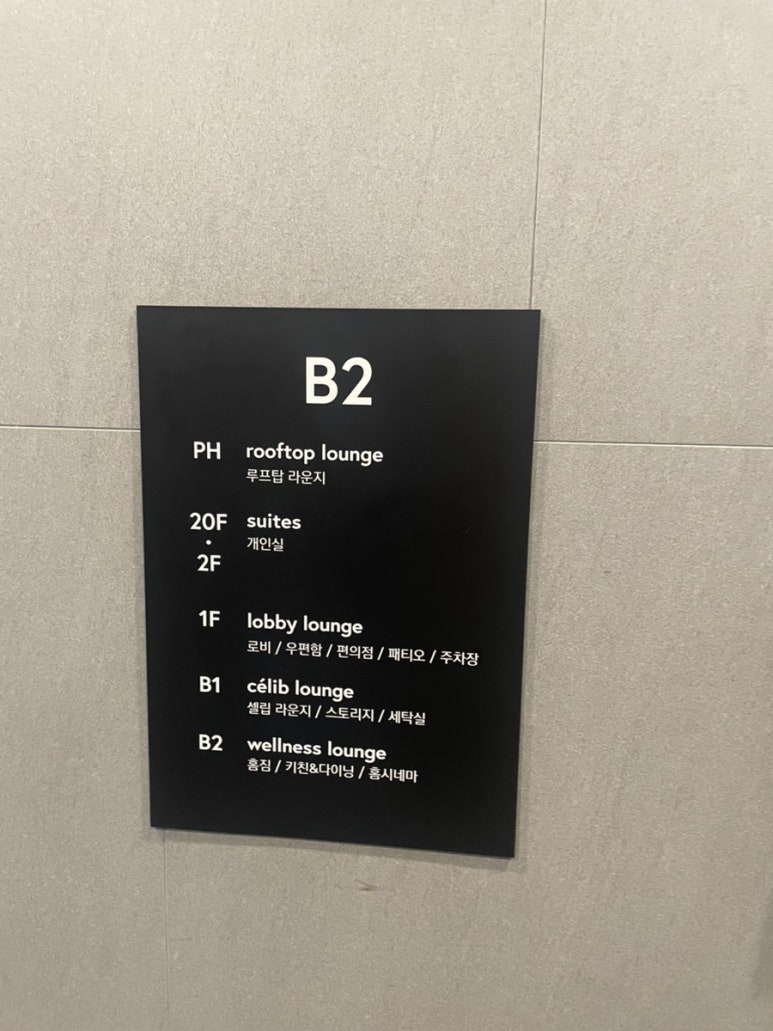 B2
PH rooftop lounge
루프탑 라운지
20F suites
· 개인실
2F
1F lobby lounge
로비 / 우편함 / 편의점 / 패티오 / 주차장
B1 célib lounge
셀립 라운지 / 스토리지 / 세탁실
B2 wellness lounge
홈짐 / 키친&다이닝 / 홈시네마